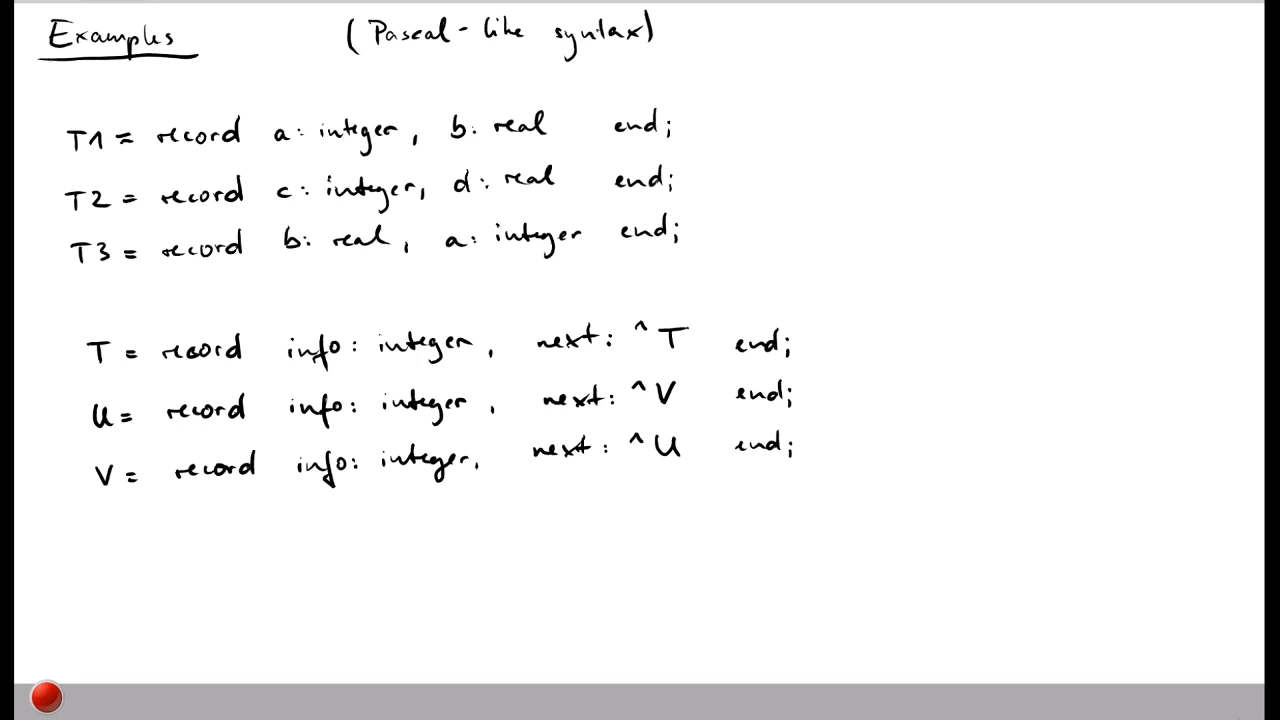 Examples (Pascal-like syntax)
T1 = record a: integer, b: real end;
T2 = record c: integer, d: real end;
T3 = record b: real, a: integer end;
T = record info: integer, next: ^T end;
U = record info: integer, next: ^V end;
V = record info: integer, next: ^U end;